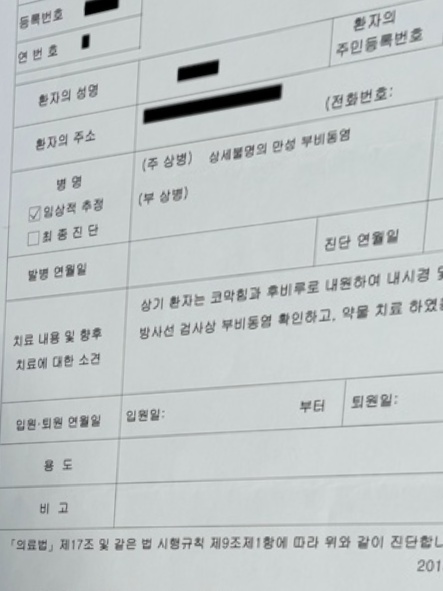 등록번호
연 번 호
환자의 성명
환자의
주민등록번호
환자의 주소
(전화번호:
병 명
☑임상적 추정
☐최 종 진 단
(주 상병) 상세불명의 만성 부비동염
(부 상병)
발병 연월일
진단 연월일
치료 내용 및 향후
치료에 대한 소견
상기 환자는 코막힘과 후비루로 내원하여 내시경 및
방사선 검사상 부비동염 확인하고, 약물 치료 하였
입원·퇴원 연월일
입원일:
부터
퇴원일:
용 도
비 고
「의료법」 제17조 및 같은 법 시행규칙 제9조제1항에 따라 위와 같이 진단합니
201